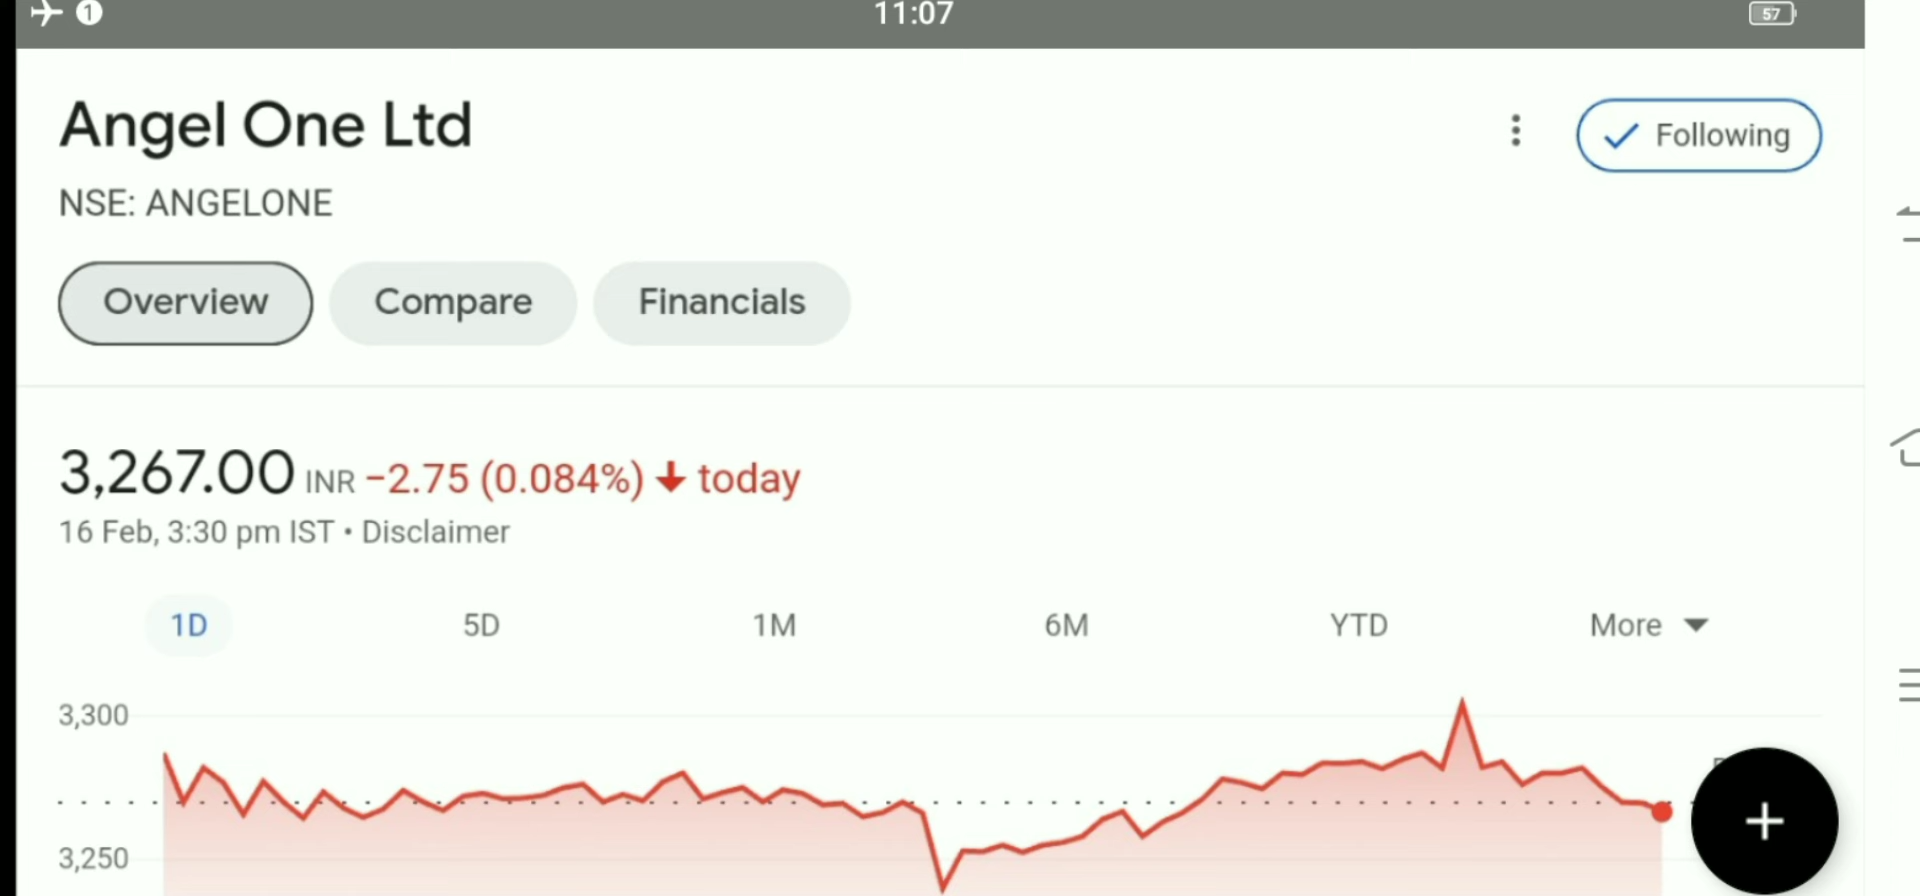 1 11:07 57
Angel One Ltd
Following
NSE: ANGELONE
Overview Compare Financials
3,267.00 INR −2.75 (0.084%) today
16 Feb, 3:30 pm IST • Disclaimer
1D 5D 1M 6M YTD More
3,300
3,250